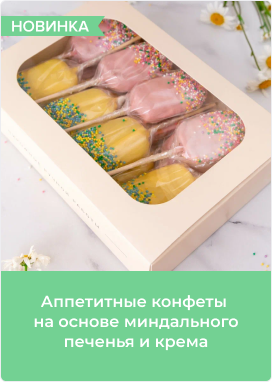 НОВИНКА
Аппетитные конфеты
на основе миндального
печенья и крема